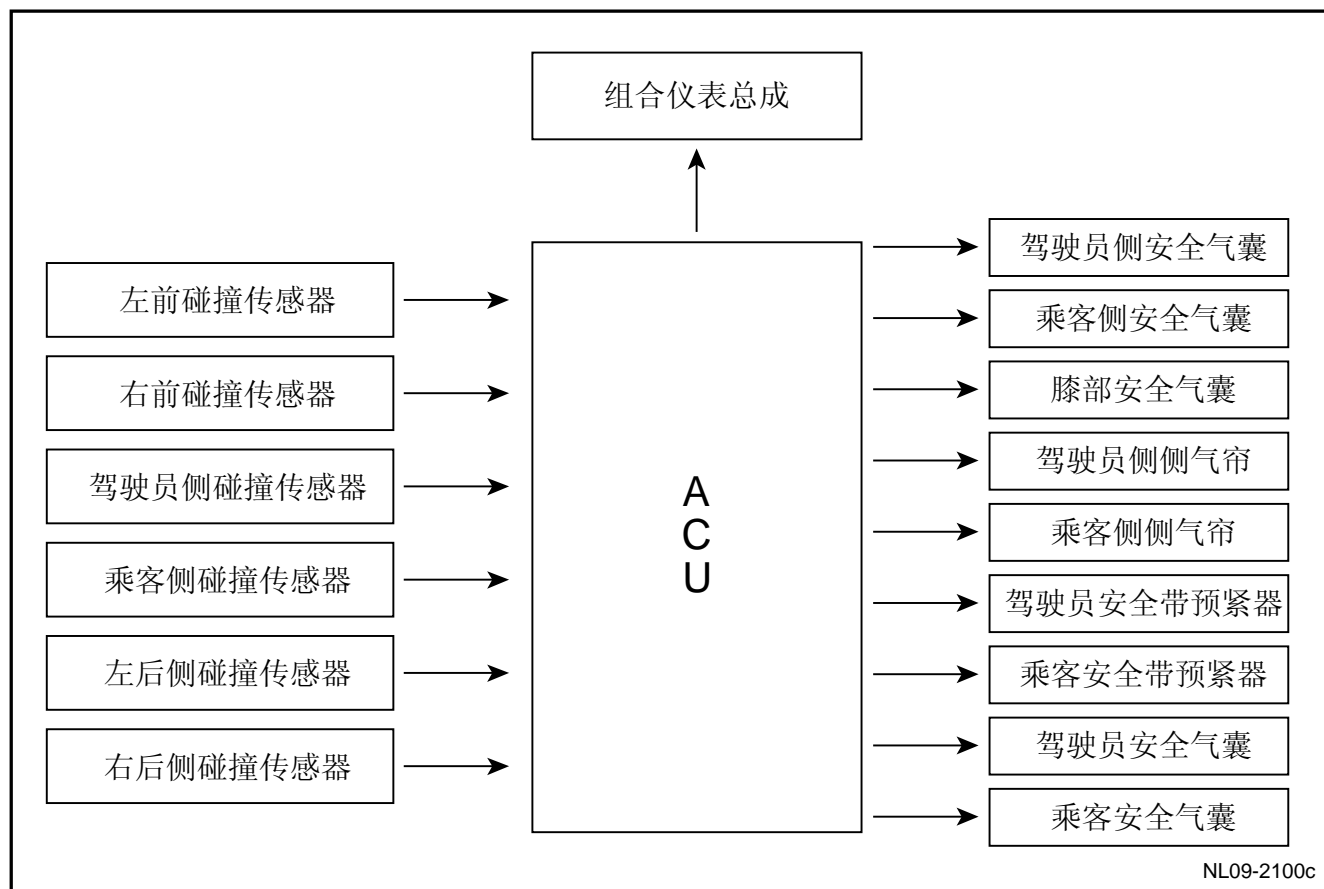 组合仪表总成
左前碰撞传感器
右前碰撞传感器
驾驶员侧碰撞传感器
乘客侧碰撞传感器
左后侧碰撞传感器
右后侧碰撞传感器
A
C
U
驾驶员侧安全气囊
乘客侧安全气囊
膝部安全气囊
驾驶员侧侧气帘
乘客侧侧气帘
驾驶员安全带预紧器
乘客安全带预紧器
驾驶员安全气囊
乘客安全气囊
NL09-2100c